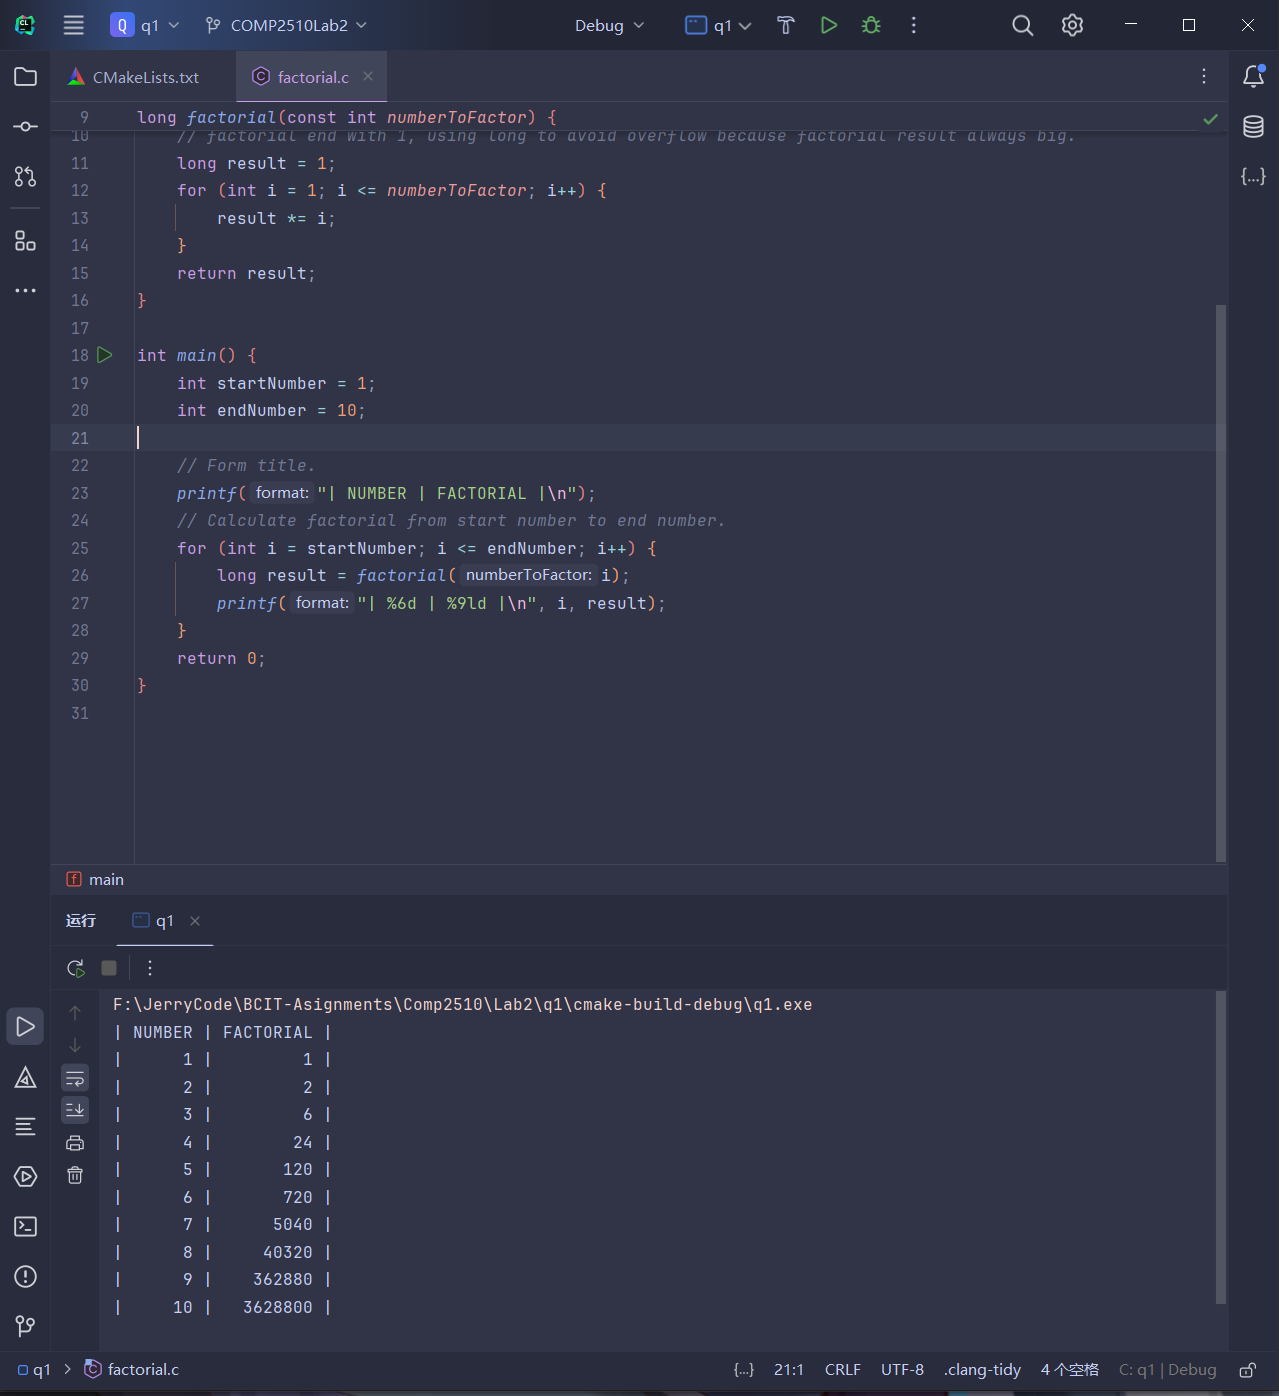 Q q1 COMP2510Lab2 Debug q1
CMakeLists.txt factorial.c
9 long factorial(const int numberToFactor) {
10 // factorial end with 1, using long to avoid overflow because factorial result always big.
11 long result = 1;
12 for (int i = 1; i <= numberToFactor; i++) {
13 result *= i;
14 }
15 return result;
16 }
17
18 int main() {
19 int startNumber = 1;
20 int endNumber = 10;
21
22 // Form title.
23 printf( format: "| NUMBER | FACTORIAL |\n");
24 // Calculate factorial from start number to end number.
25 for (int i = startNumber; i <= endNumber; i++) {
26 long result = factorial( numberToFactor: i);
27 printf( format: "| %6d | %9ld |\n", i, result);
28 }
29 return 0;
30 }
31
f main
运行 q1
F:\JerryCode\BCIT-Asignments\Comp2510\Lab2\q1\cmake-build-debug\q1.exe
| NUMBER | FACTORIAL |
|      1 |         1 |
|      2 |         2 |
|      3 |         6 |
|      4 |        24 |
|      5 |       120 |
|      6 |       720 |
|      7 |      5040 |
|      8 |     40320 |
|      9 |    362880 |
|     10 |   3628800 |
q1 > factorial.c {...} 21:1 CRLF UTF-8 .clang-tidy 4 个空格 C: q1 | Debug